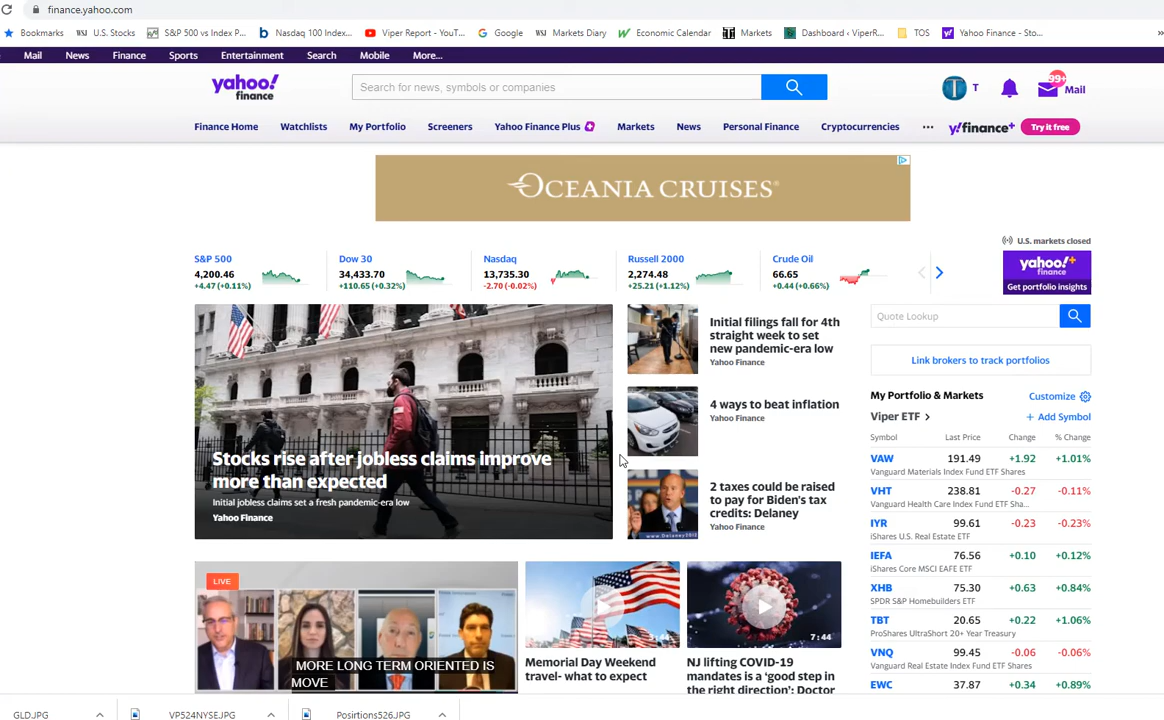 finance.yahoo.com
Bookmarks WSJ U.S. Stocks S&P 500 vs Index P... Nasdaq 100 Index... Viper Report - YouT... Google WSJ Markets Diary Economic Calendar Markets Dashboard ‹ ViperR... TOS Yahoo Finance - Sto... »
Mail News Finance Sports Entertainment Search Mobile More...
yahoo!
finance
Search for news, symbols or companies
T T 99+ Mail
Finance Home Watchlists My Portfolio Screeners Yahoo Finance Plus Markets News Personal Finance Cryptocurrencies ... y!finance+ Try it free
OCEANIA CRUISES®
U.S. markets closed
S&P 500 Dow 30 Nasdaq Russell 2000 Crude Oil
4,200.46 34,433.70 13,735.30 2,274.48 66.65
+4.47 (+0.11%) +110.65 (+0.32%) -2.70 (-0.02%) +25.21 (+1.12%) +0.44 (+0.66%)
yahoo!+
finance
Get portfolio insights
Stocks rise after jobless claims improve
more than expected
Initial jobless claims set a fresh pandemic-era low
Yahoo Finance
Initial filings fall for 4th
straight week to set
new pandemic-era low
Yahoo Finance
4 ways to beat inflation
Yahoo Finance
2 taxes could be raised
to pay for Biden's tax
credits: Delaney
Yahoo Finance
Quote Lookup
Link brokers to track portfolios
My Portfolio & Markets Customize
Viper ETF > + Add Symbol
Symbol Last Price Change % Change
VAW 191.49 +1.92 +1.01%
Vanguard Materials Index Fund ETF Shares
VHT 238.81 -0.27 -0.11%
Vanguard Health Care Index Fund ETF Sha...
IYR 99.61 -0.23 -0.23%
iShares U.S. Real Estate ETF
IEFA 76.56 +0.10 +0.12%
iShares Core MSCI EAFE ETF
XHB 75.30 +0.63 +0.84%
SPDR S&P Homebuilders ETF
TBT 20.65 +0.22 +1.06%
ProShares UltraShort 20+ Year Treasury
VNQ 99.45 -0.06 -0.06%
Vanguard Real Estate Index Fund ETF Shares
EWC 37.87 +0.34 +0.89%
LIVE
MORE LONG TERM ORIENTED IS
MOVE
Memorial Day Weekend
travel- what to expect
7:44
NJ lifting COVID-19
mandates is a 'good step in
the right direction': Doctor
GLD.JPG VP524NYSE.JPG Posirtions526.JPG